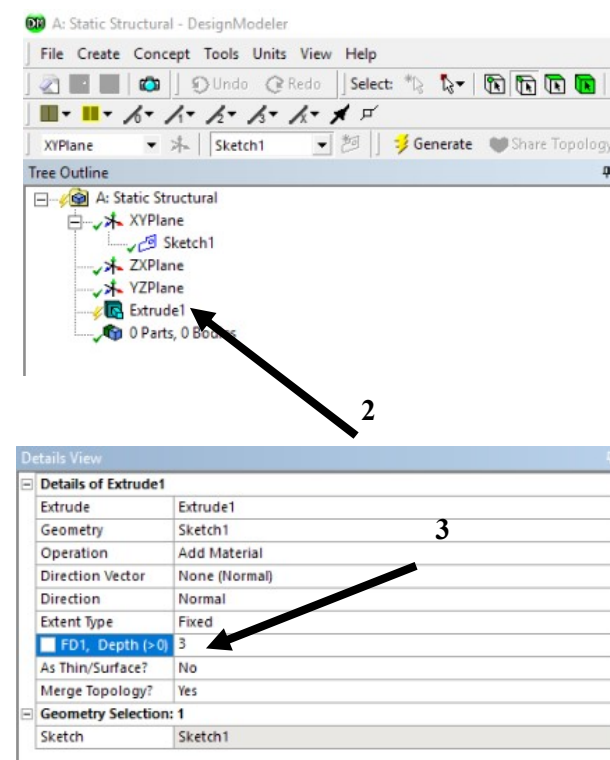 DM A: Static Structural - DesignModeler
File Create Concept Tools Units View Help
Undo Redo Select:
XYPlane Sketch1 Generate Share Topology
Tree Outline
A: Static Structural
XYPlane
Sketch1
ZXPlane
YZPlane
Extrude1
0 Parts, 0 Bodies
2
Details View
Details of Extrude1
Extrude Extrude1
Geometry Sketch1
3
Operation Add Material
Direction Vector None (Normal)
Direction Normal
Extent Type Fixed
FD1, Depth (>0) 3
As Thin/Surface? No
Merge Topology? Yes
Geometry Selection: 1
Sketch Sketch1